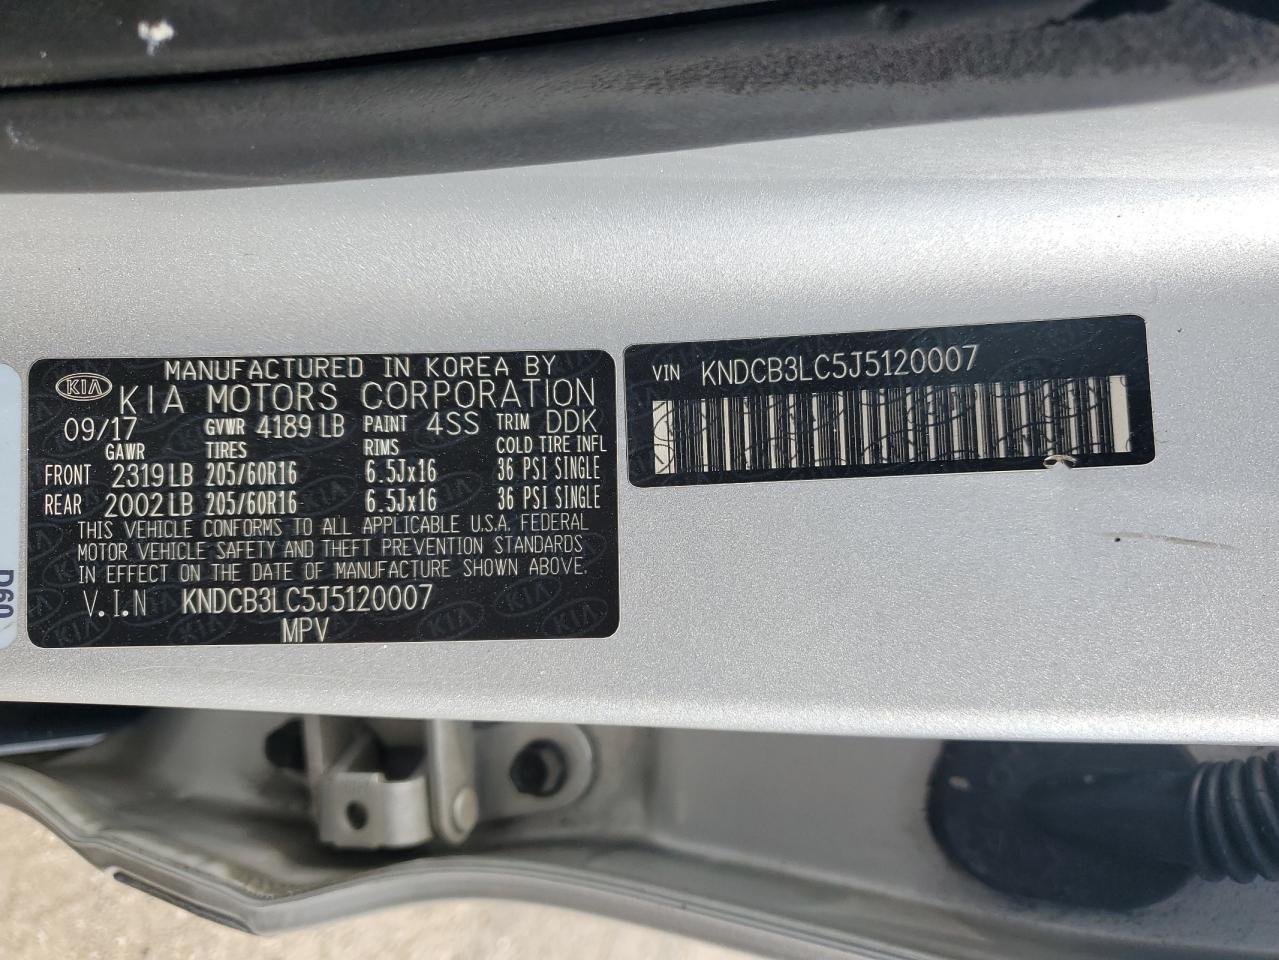 MANUFACTURED IN KOREA BY
KIA KIA MOTORS CORPORATION
09/17 GVWR 4189 LB PAINT 4SS TRIM DDK
GAWR TIRES RIMS COLD TIRE INFL
FRONT 2319 LB 205/60R16 6.5Jx16 36 PSI SINGLE
REAR 2002 LB 205/60R16 6.5Jx16 36 PSI SINGLE
THIS VEHICLE CONFORMS TO ALL APPLICABLE U.S.A. FEDERAL
MOTOR VEHICLE SAFETY AND THEFT PREVENTION STANDARDS
IN EFFECT ON THE DATE OF MANUFACTURE SHOWN ABOVE.
V.I.N KNDCB3LC5J5120007
MPV
VIN KNDCB3LC5J5120007
D60